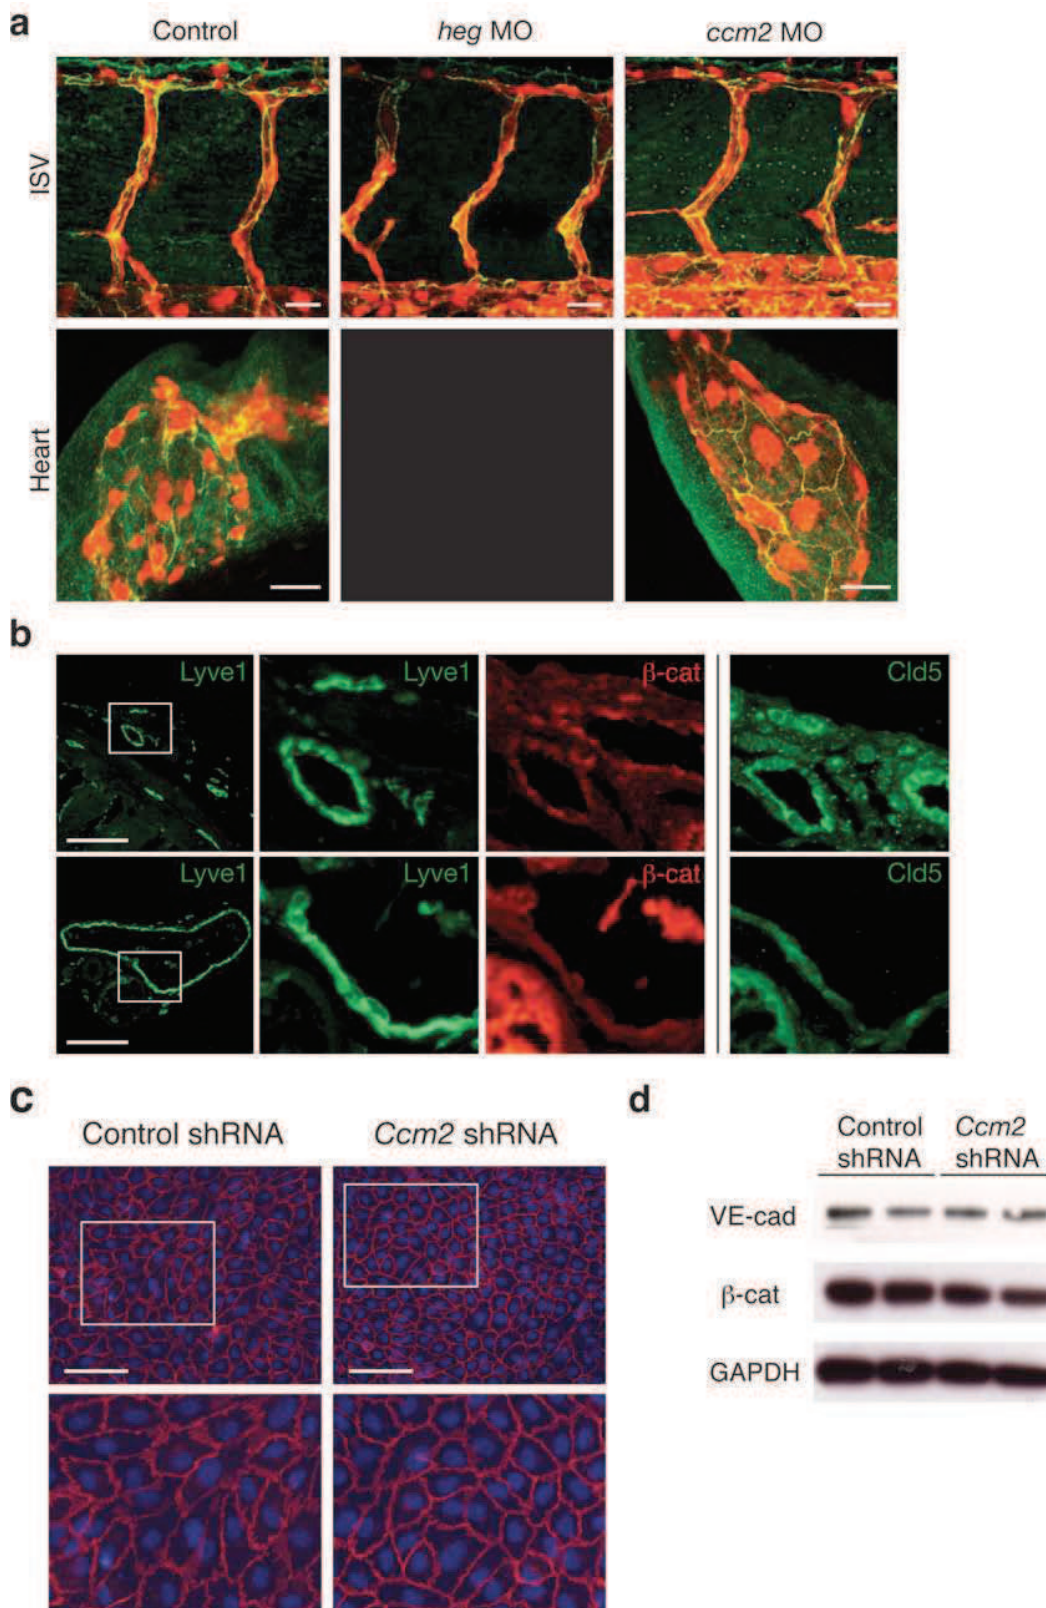 a
Control
heg MO
ccm2 MO
ISV
Heart
b
Lyve1
Lyve1
β-cat
Cld5
Lyve1
Lyve1
β-cat
Cld5
c
Control shRNA
Ccm2 shRNA
d
Control
shRNA
Ccm2
shRNA
VE-cad
β-cat
GAPDH